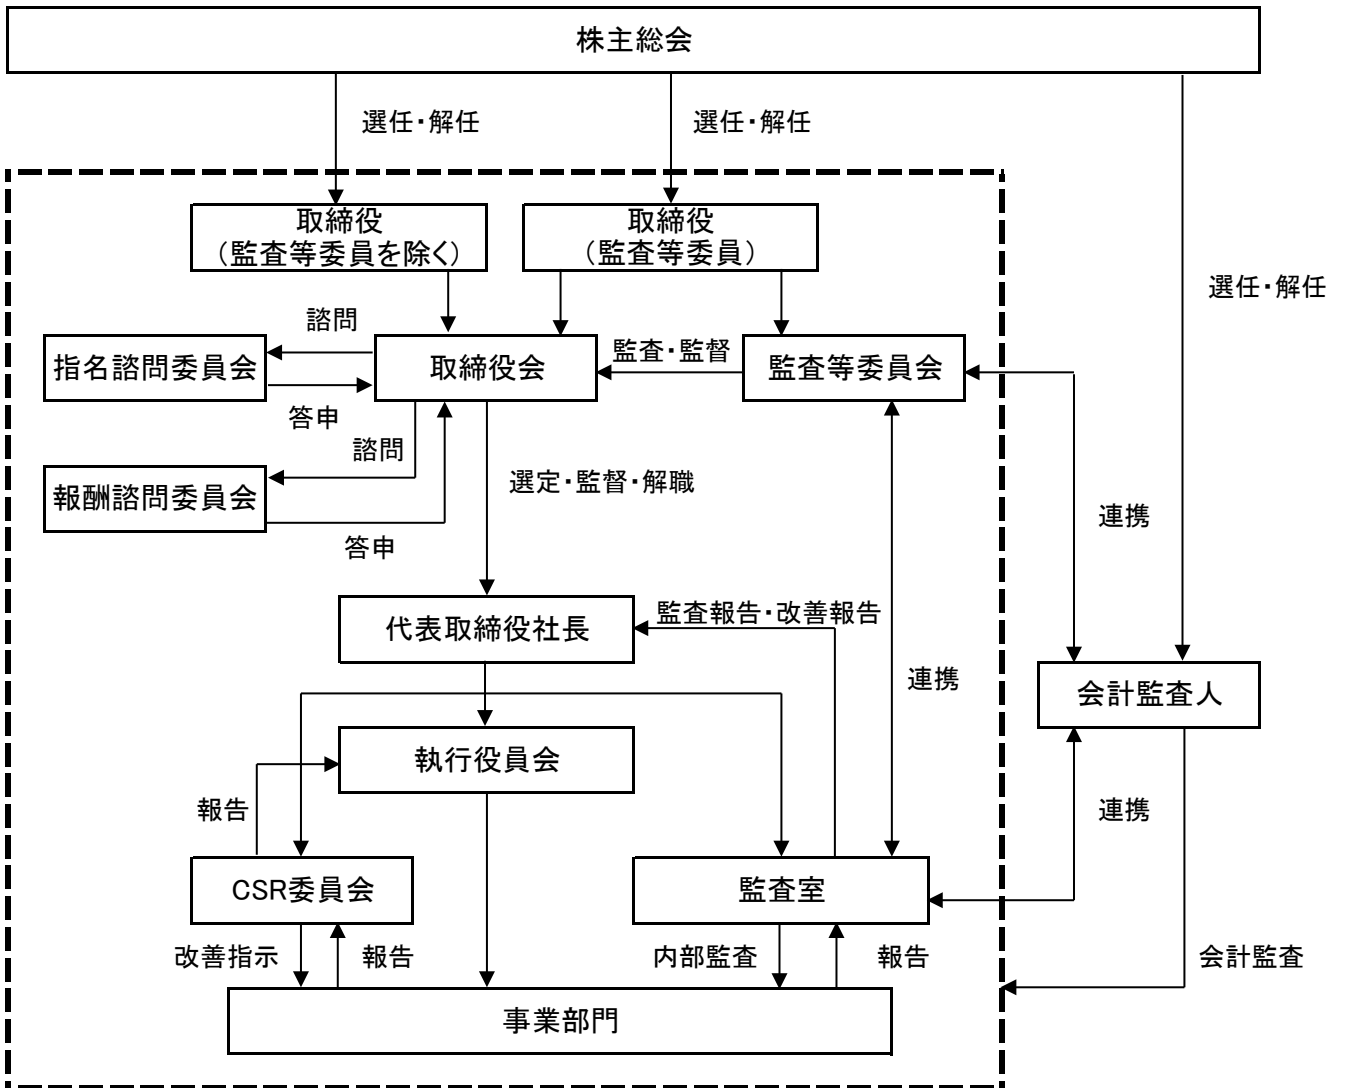 株主総会
選任・解任
選任・解任
取締役
（監査等委員を除く）
取締役
（監査等委員）
選任・解任
諮問
指名諮問委員会
取締役会
監査・監督
監査等委員会
答申
諮問
報酬諮問委員会
選定・監督・解職
答申
連携
代表取締役社長
監査報告・改善報告
連携
会計監査人
執行役員会
報告
連携
CSR委員会
監査室
改善指示
報告
内部監査
報告
会計監査
事業部門